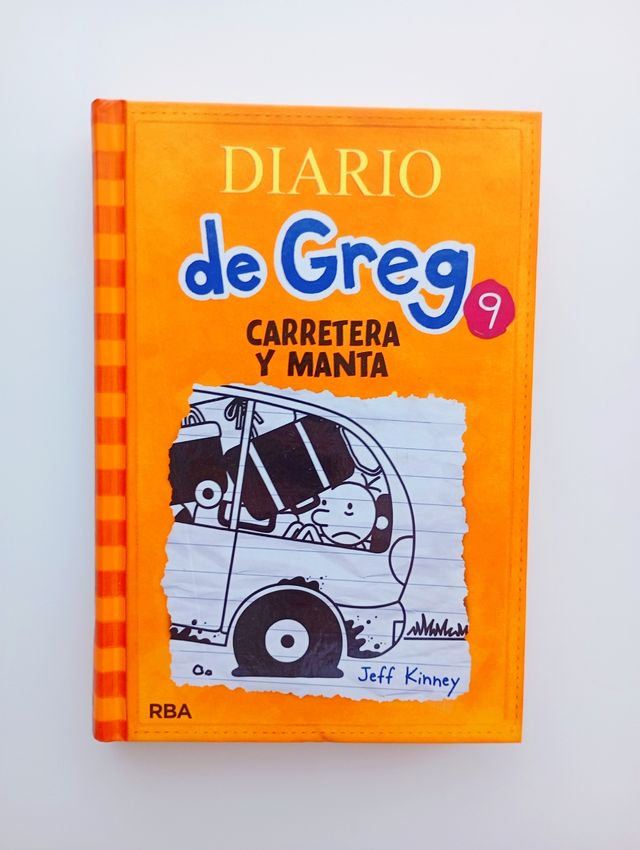 DIARIO
de Greg
9
CARRETERA
Y MANTA
Jeff Kinney
RBA